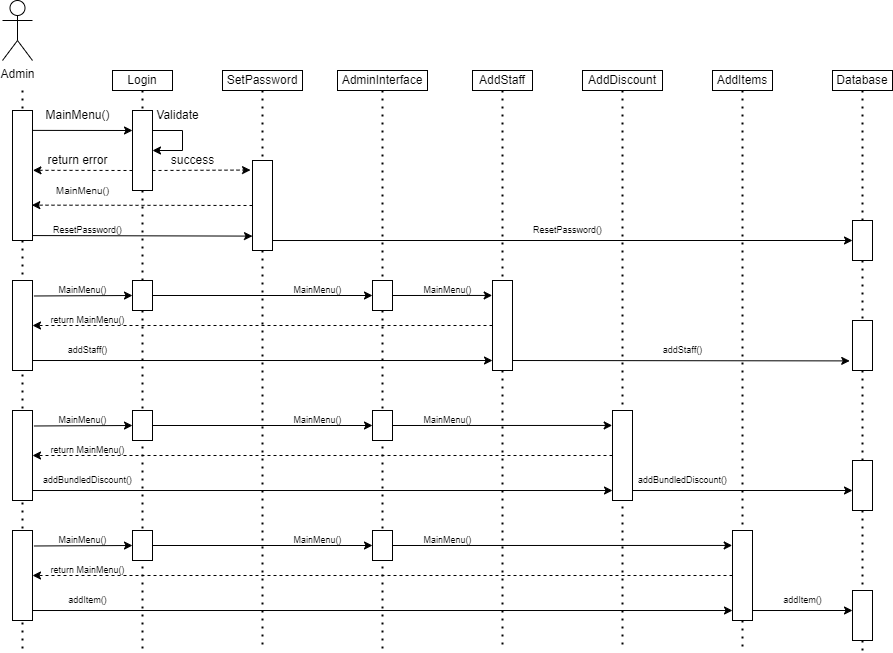 Admin
Login
SetPassword
AdminInterface
AddStaff
AddDiscount
AddItems
Database
MainMenu()
Validate
return error
success
MainMenu()
ResetPassword()
ResetPassword()
MainMenu()
MainMenu()
MainMenu()
return MainMenu()
addStaff()
addStaff()
MainMenu()
MainMenu()
MainMenu()
return MainMenu()
addBundledDiscount()
addBundledDiscount()
MainMenu()
MainMenu()
MainMenu()
return MainMenu()
addItem()
addItem()